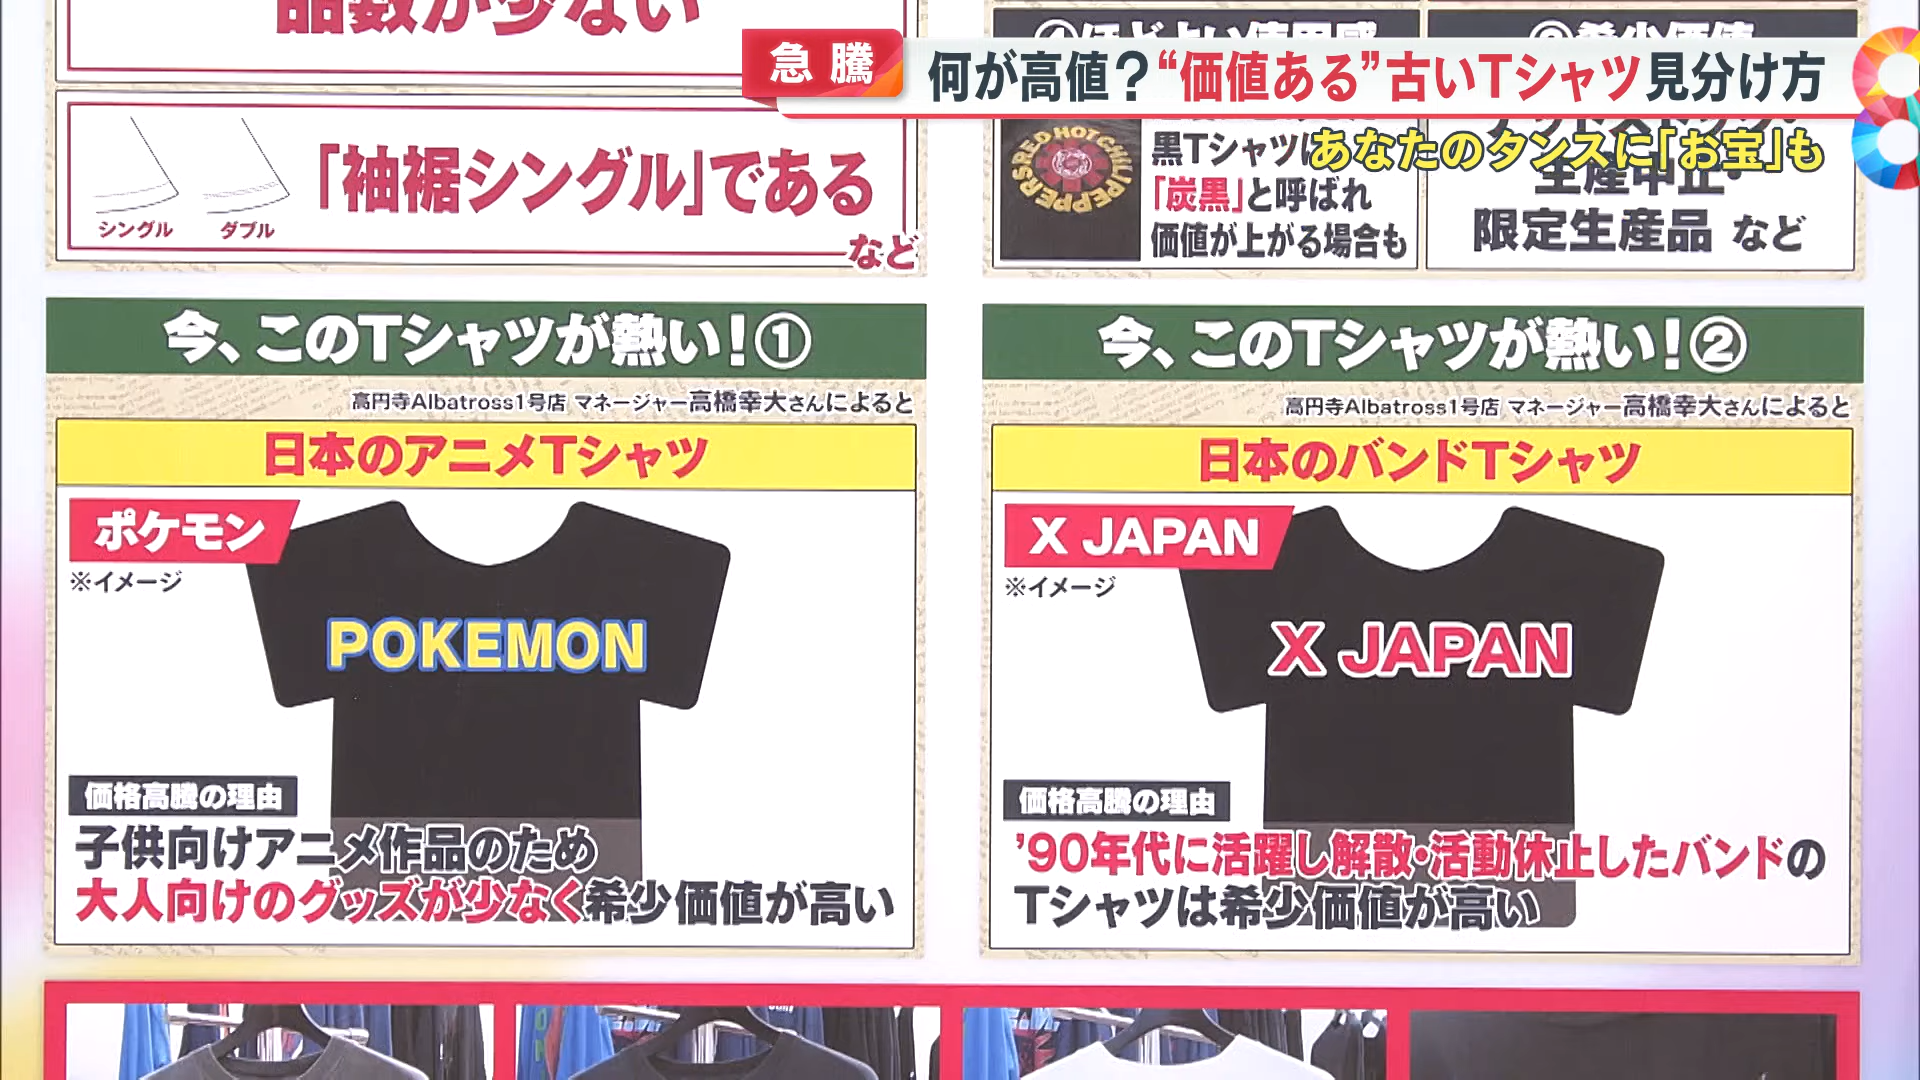 品数が少ない
急騰
何が高値？“価値ある”古いTシャツ見分け方
あなたのタンスに「お宝」も
シングル
ダブル
「袖裾シングル」である
など
RED HOT CHILI PEPPERS
黒Tシャツは
「炭黒」と呼ばれ
価値が上がる場合も
生産中止・
限定生産品 など
今、このTシャツが熱い！①
高円寺Albatross1号店 マネージャー高橋幸大さんによると
日本のアニメTシャツ
ポケモン
※イメージ
POKEMON
価格高騰の理由
子供向けアニメ作品のため
大人向けのグッズが少なく希少価値が高い
今、このTシャツが熱い！②
高円寺Albatross1号店 マネージャー高橋幸大さんによると
日本のバンドTシャツ
X JAPAN
※イメージ
X JAPAN
価格高騰の理由
’90年代に活躍し解散・活動休止したバンドの
Tシャツは希少価値が高い